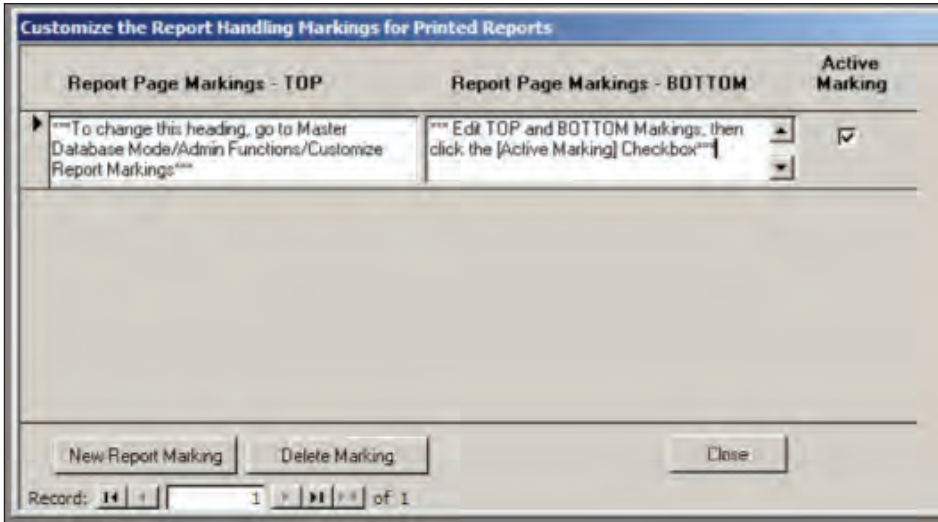 Customize the Report Handling Markings for Printed Reports
Report Page Markings - TOP
Report Page Markings - BOTTOM
Active
Marking
***To change this heading, go to Master
Database Mode/Admin Functions/Customize
Report Markings***
*** Edit TOP and BOTTOM Markings, then
click the [Active Marking] Checkbox***
New Report Marking
Delete Marking
Close
Record: 1 of 1